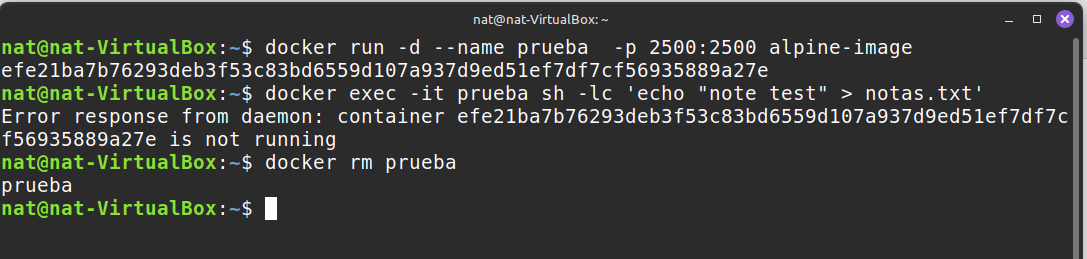 nat@nat-VirtualBox: ~
nat@nat-VirtualBox:~$ docker run -d --name prueba  -p 2500:2500 alpine-image
efe21ba7b76293deb3f53c83bd6559d107a937d9ed51ef7df7cf56935889a27e
nat@nat-VirtualBox:~$ docker exec -it prueba sh -lc 'echo "note test" > notas.txt'
Error response from daemon: container efe21ba7b76293deb3f53c83bd6559d107a937d9ed51ef7df7c
f56935889a27e is not running
nat@nat-VirtualBox:~$ docker rm prueba
prueba
nat@nat-VirtualBox:~$